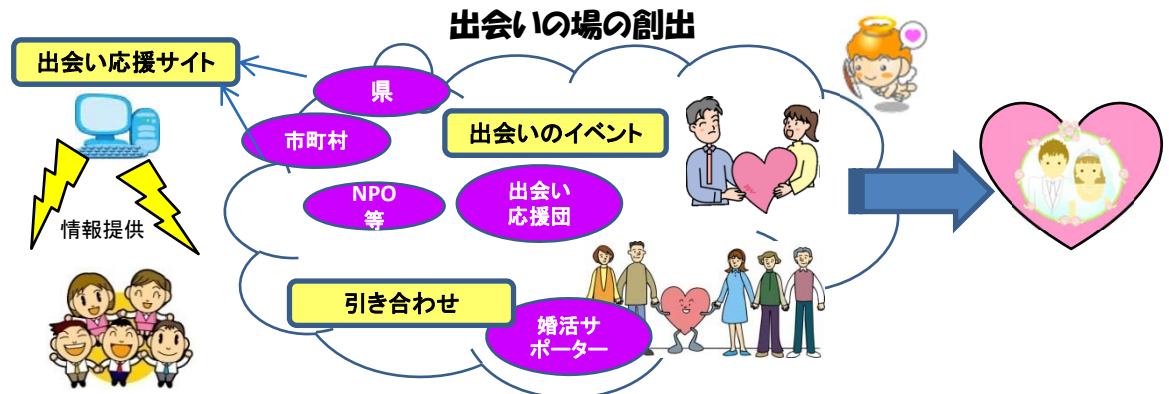 出会いの場の創出
出会い応援サイト
県
市町村
出会いのイベント
NPO
等
出会い
応援団
情報提供
引き合わせ
婚活サ
ポーター